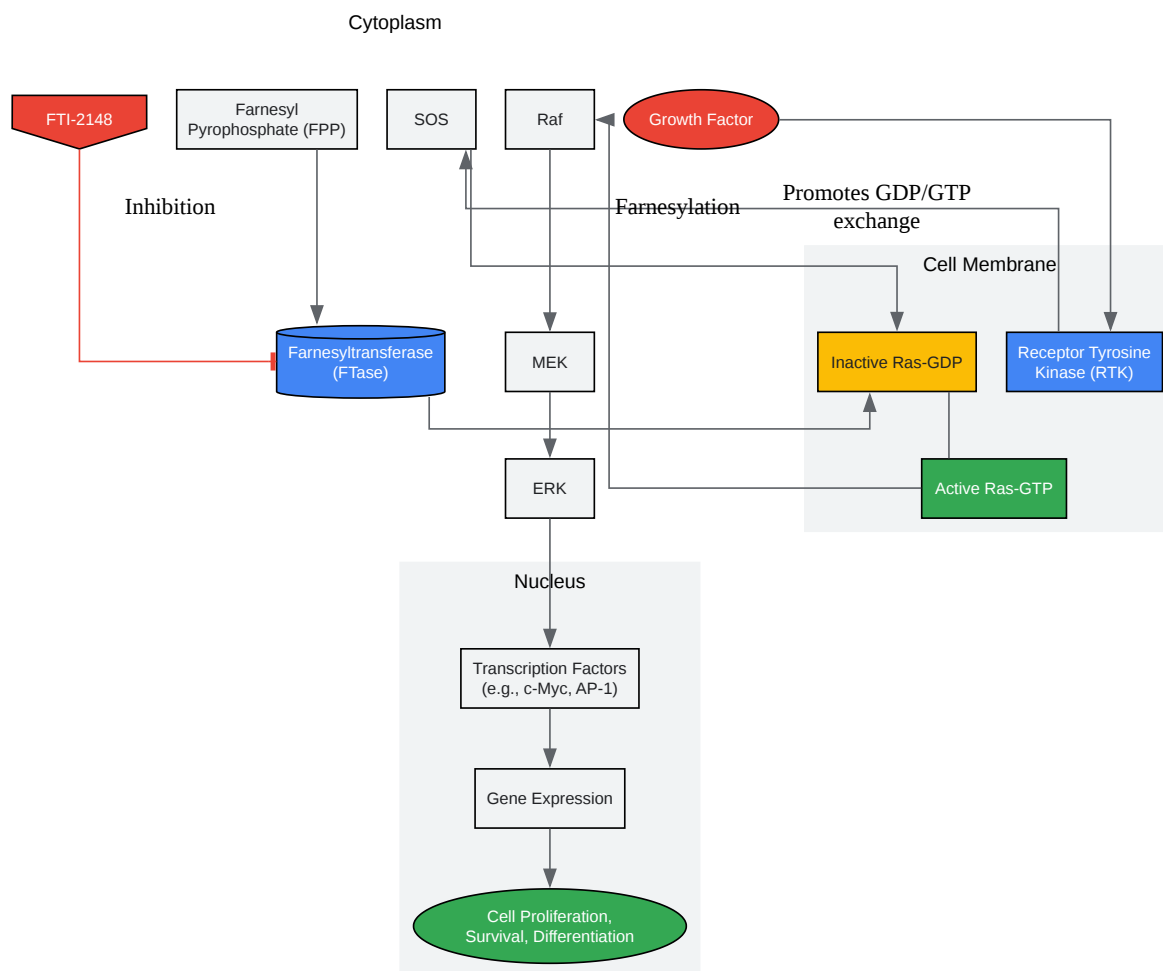 Cytoplasm
FTI-2148
Farnesyl
Pyrophosphate (FPP)
SOS
Raf
Growth Factor
Inhibition
Farnesylation
Promotes GDP/GTP
exchange
Cell Membrane
Farnesyltransferase
(FTase)
MEK
Inactive Ras-GDP
Receptor Tyrosine
Kinase (RTK)
ERK
Active Ras-GTP
Nucleus
Transcription Factors
(e.g., c-Myc, AP-1)
Gene Expression
Cell Proliferation,
Survival, Differentiation